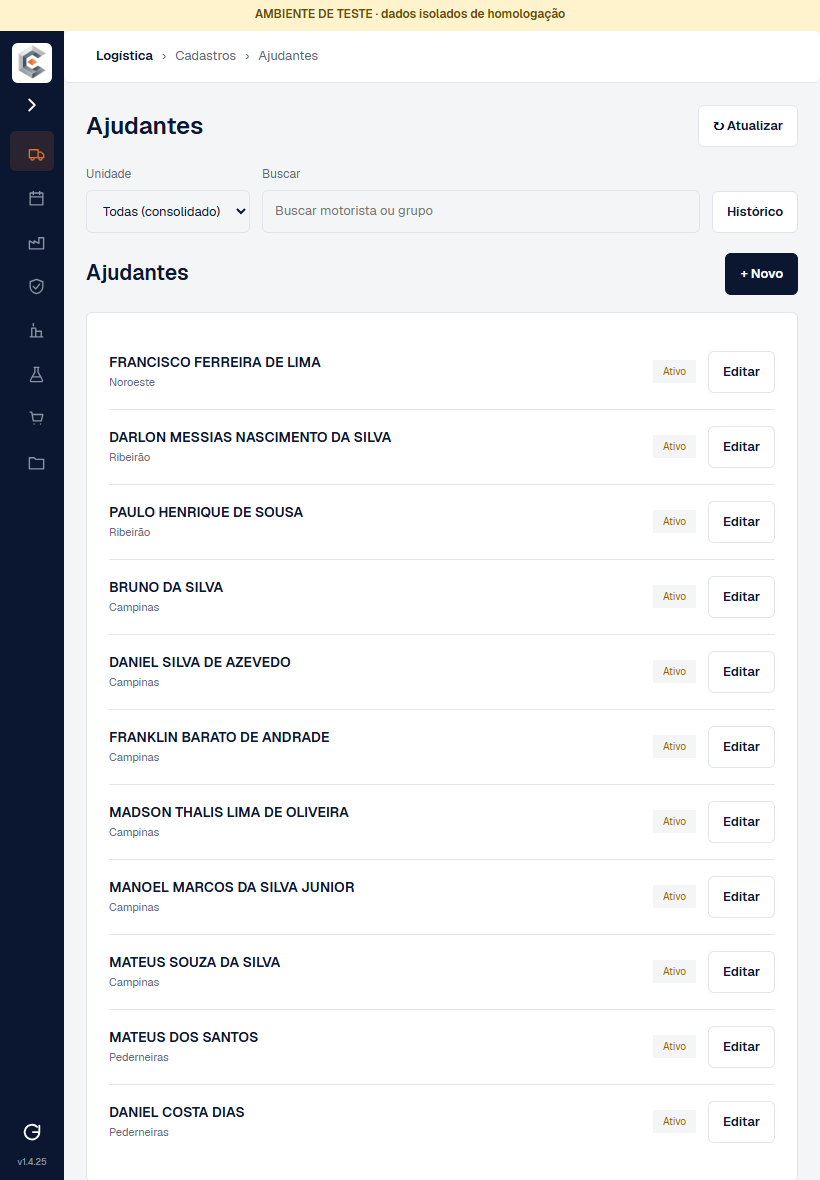 AMBIENTE DE TESTE · dados isolados de homologação
Logística › Cadastros › Ajudantes
Ajudantes
↻ Atualizar
Unidade
Buscar
Todas (consolidado)
Buscar motorista ou grupo
Histórico
Ajudantes
+ Novo
FRANCISCO FERREIRA DE LIMA
Noroeste
Ativo
Editar
DARLON MESSIAS NASCIMENTO DA SILVA
Ribeirão
Ativo
Editar
PAULO HENRIQUE DE SOUSA
Ribeirão
Ativo
Editar
BRUNO DA SILVA
Campinas
Ativo
Editar
DANIEL SILVA DE AZEVEDO
Campinas
Ativo
Editar
FRANKLIN BARATO DE ANDRADE
Campinas
Ativo
Editar
MADSON THALIS LIMA DE OLIVEIRA
Campinas
Ativo
Editar
MANOEL MARCOS DA SILVA JUNIOR
Campinas
Ativo
Editar
MATEUS SOUZA DA SILVA
Campinas
Ativo
Editar
MATEUS DOS SANTOS
Pederneiras
Ativo
Editar
DANIEL COSTA DIAS
Pederneiras
Ativo
Editar
v1.4.25